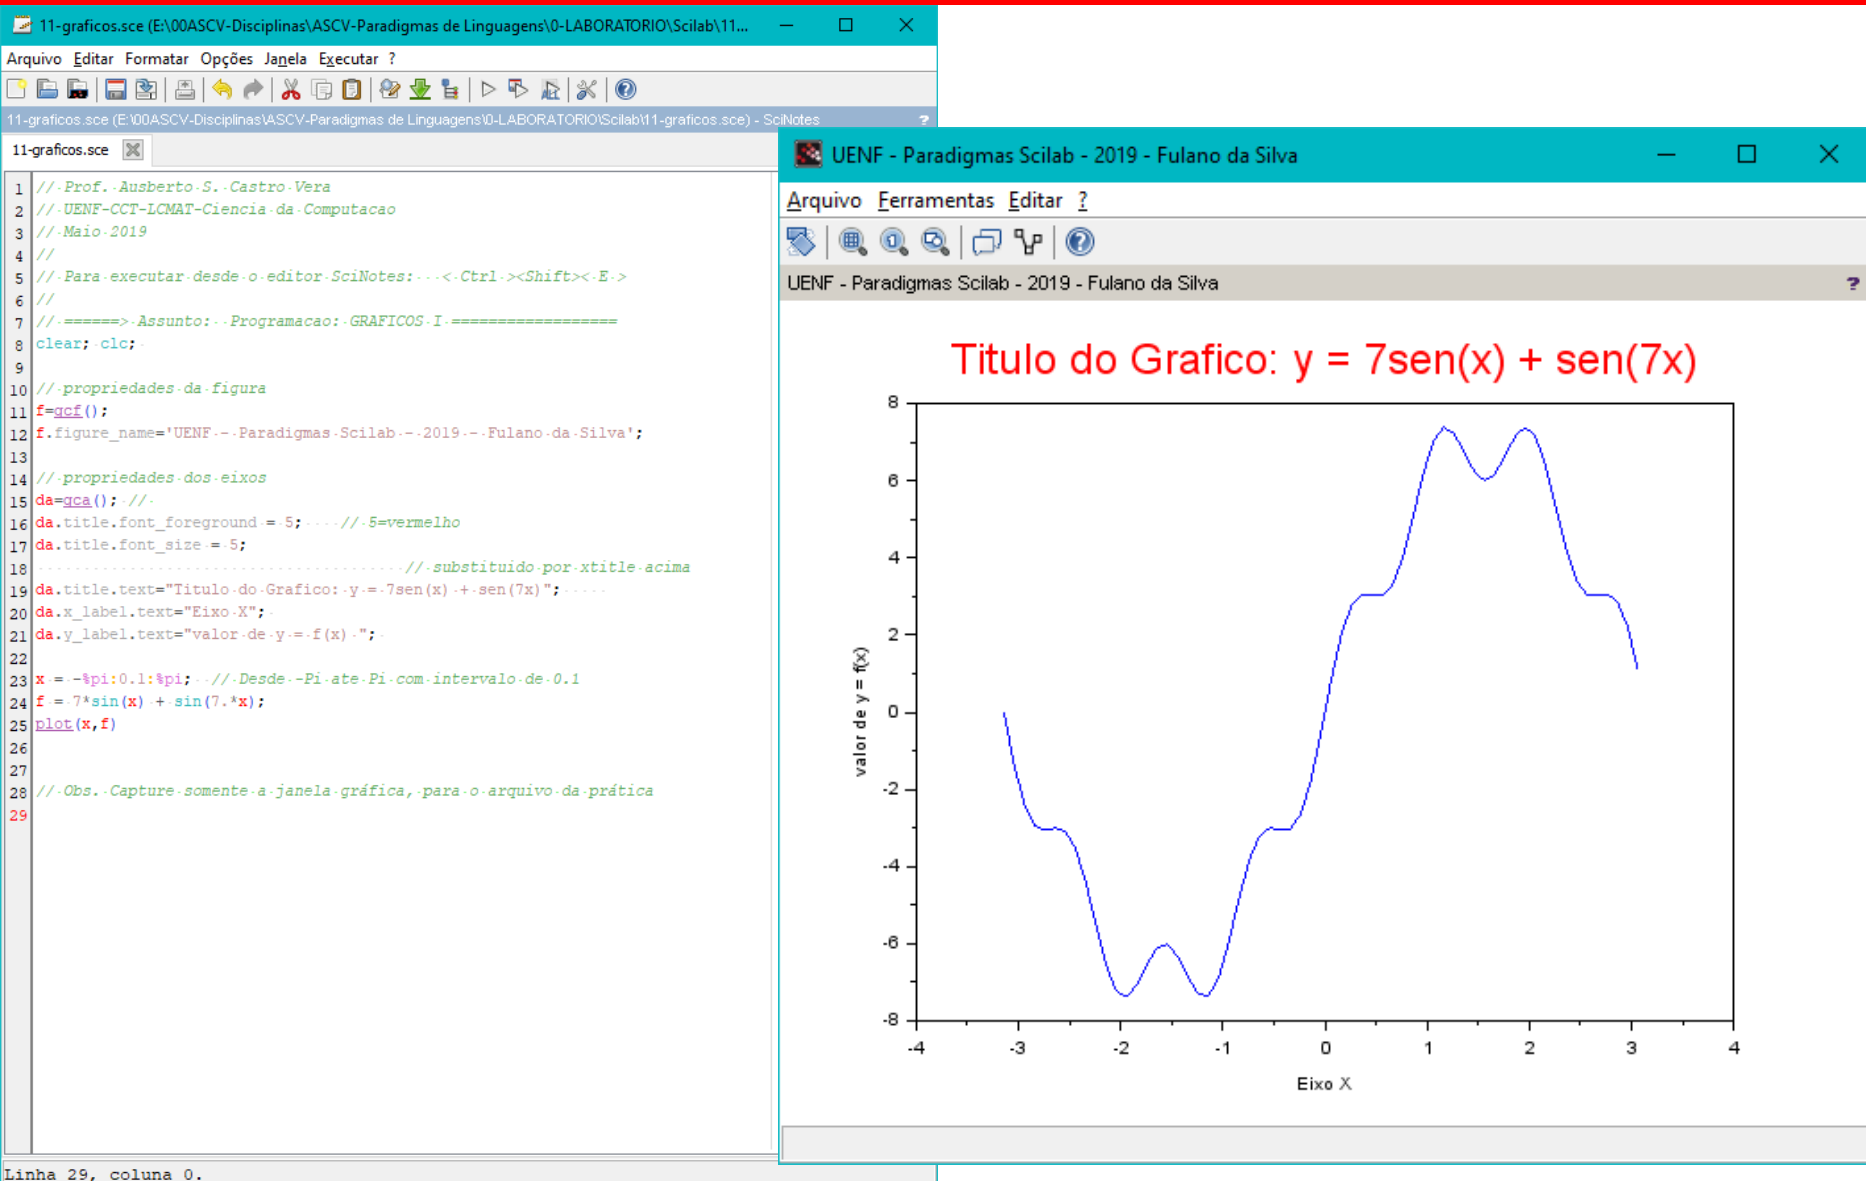 11-graficos.sce (E:\00ASCV-Disciplinas\ASCV-Paradigmas de Linguagens\0-LABORATORIO\Scilab\11...
Arquivo Editar Formatar Opções Janela Executar ?
11-graficos.sce (E:\00ASCV-Disciplinas\ASCV-Paradigmas de Linguagens\0-LABORATORIO\Scilab\11-graficos.sce) - SciNotes ?
11-graficos.sce
1 // Prof. Ausberto S. Castro Vera
2 // UENF-CCT-LCMAT-Ciencia da Computacao
3 // Maio 2019
4 //
5 // Para executar desde o editor SciNotes:   < Ctrl ><Shift>< E >
6 //
7 // ======> Assunto:  Programacao: GRAFICOS I ==================
8 clear; clc;
9
10 // propriedades da figura
11 f=gcf();
12 f.figure_name='UENF - Paradigmas Scilab - 2019 - Fulano da Silva';
13
14 // propriedades dos eixos
15 da=gca(); //
16 da.title.font_foreground = 5;    // 5=vermelho
17 da.title.font_size = 5;
18 // substituido por xtitle acima
19 da.title.text="Titulo do Grafico: y = 7sen(x) + sen(7x)";
20 da.x_label.text="Eixo X";
21 da.y_label.text="valor de y = f(x) ";
22
23 x = -%pi:0.1:%pi;  // Desde -Pi ate Pi com intervalo de 0.1
24 f = 7*sin(x) + sin(7.*x);
25 plot(x,f)
26
27
28 // Obs. Capture somente a janela gráfica, para o arquivo da prática
29
Linha 29, coluna 0.
UENF - Paradigmas Scilab - 2019 - Fulano da Silva
Arquivo Ferramentas Editar ?
UENF - Paradigmas Scilab - 2019 - Fulano da Silva ?
Titulo do Grafico: y = 7sen(x) + sen(7x)
8
6
4
2
0
-2
-4
-6
-8
valor de y = f(x)
-4 -3 -2 -1 0 1 2 3 4
Eixo X